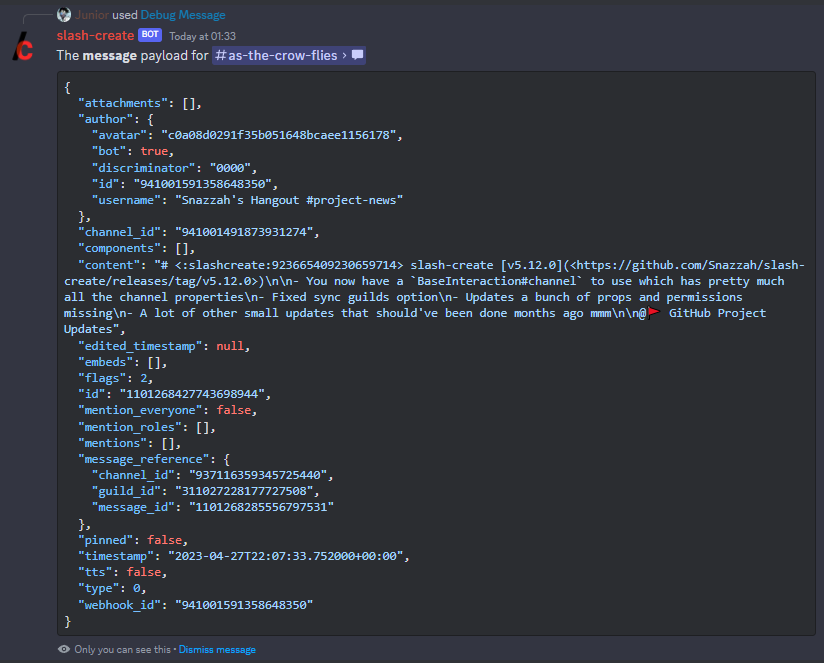 Junior used Debug Message
slash-create BOT Today at 01:33
The message payload for #as-the-crow-flies ›
{
  "attachments": [],
  "author": {
    "avatar": "c0a08d0291f35b051648bcaee1156178",
    "bot": true,
    "discriminator": "0000",
    "id": "941001591358648350",
    "username": "Snazzah's Hangout #project-news"
  },
  "channel_id": "941001491873931274",
  "components": [],
  "content": "# <:slashcreate:923665409230659714> slash-create [v5.12.0](<https://github.com/Snazzah/slash-
create/releases/tag/v5.12.0>)\n\n- You now have a `BaseInteraction#channel` to use which has pretty much
all the channel properties\n- Fixed sync guilds option\n- Updates a bunch of props and permissions
missing\n- A lot of other small updates that should've been done months ago mmm\n\n@🚩 GitHub Project
Updates",
  "edited_timestamp": null,
  "embeds": [],
  "flags": 2,
  "id": "1101268427743698944",
  "mention_everyone": false,
  "mention_roles": [],
  "mentions": [],
  "message_reference": {
    "channel_id": "937116359345725440",
    "guild_id": "311027228177727508",
    "message_id": "1101268285556797531"
  },
  "pinned": false,
  "timestamp": "2023-04-27T22:07:33.752000+00:00",
  "tts": false,
  "type": 0,
  "webhook_id": "941001591358648350"
}
Only you can see this • Dismiss message